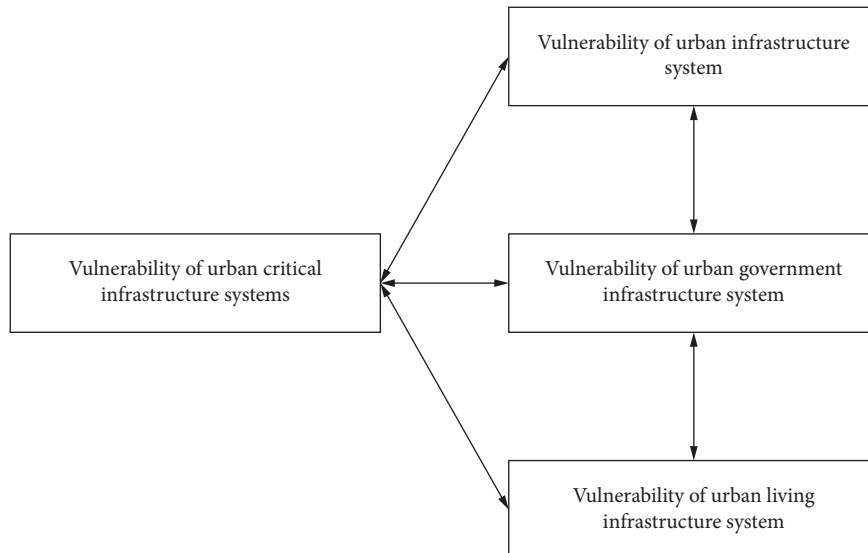 Vulnerability of urban infrastructure
system
Vulnerability of urban critical
infrastructure systems
Vulnerability of urban government
infrastructure system
Vulnerability of urban living
infrastructure system